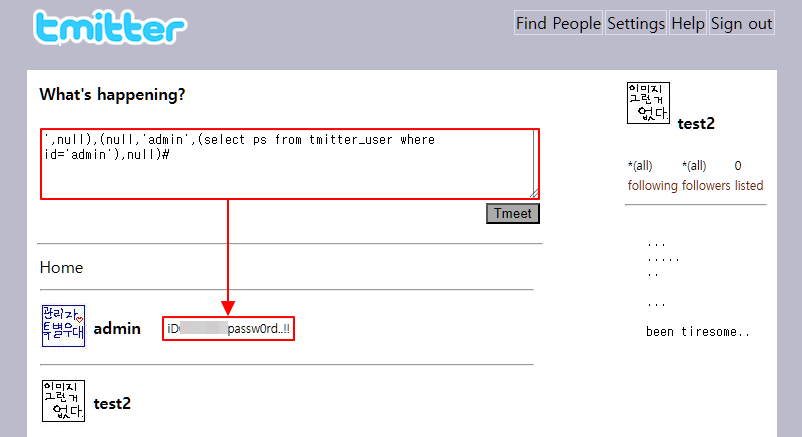 tmitter
Find People Settings Help Sign out
What's happening?
',null),(null,'admin',(select ps from tmitter_user where
id='admin'),null)#
Tmeet
Home
관리자
특별우대
admin
iD passw0rd..!!
이미지
그런거
없다.
test2
이미지
그런거
없다.
test2
*(all) *(all) 0
following followers listed
...
.....
..
...
been tiresome..